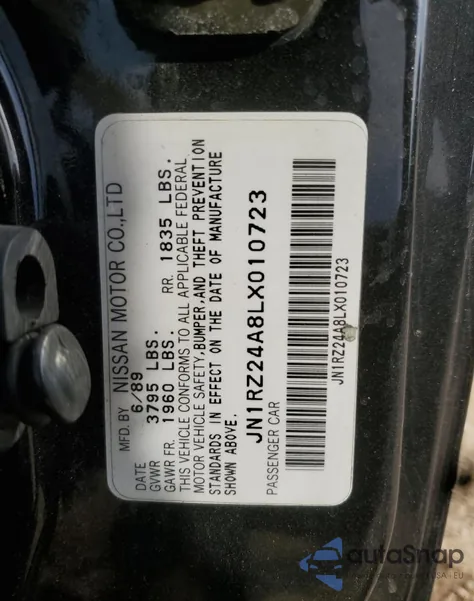 MFD. BY NISSAN MOTOR CO.,LTD
DATE 6/89
GVWR 3795 LBS.
GAWR FR. 1960 LBS. RR. 1835 LBS.
THIS VEHICLE CONFORMS TO ALL APPLICABLE FEDERAL
MOTOR VEHICLE SAFETY,BUMPER,AND THEFT PREVENTION
STANDARDS IN EFFECT ON THE DATE OF MANUFACTURE
SHOWN ABOVE.
JN1RZ24A8LX010723
PASSENGER CAR
JN1RZ24A8LX010723
autoSnap
USA - EU